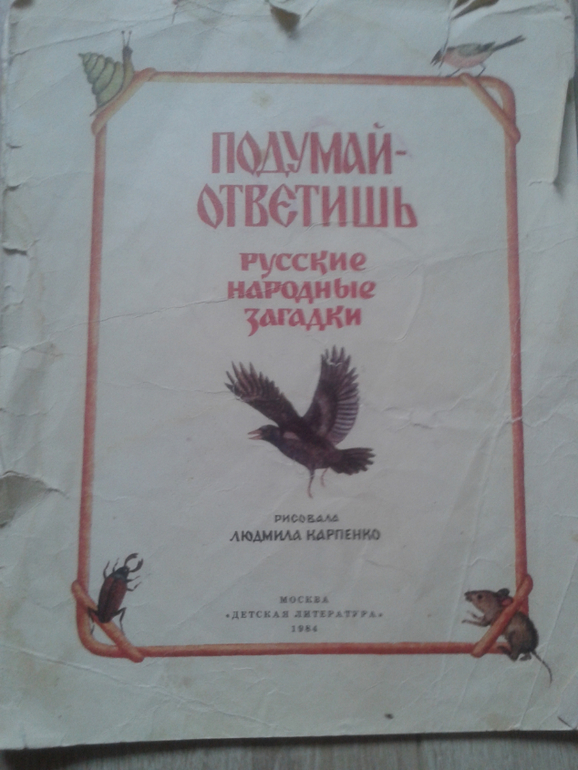 ПОДУМАЙ-
ОТВЕТИШЬ
РУССКИЕ
НАРОДНЫЕ
ЗАГАДКИ
РИСОВАЛА
ЛЮДМИЛА КАРПЕНКО
МОСКВА
«ДЕТСКАЯ ЛИТЕРАТУРА»
1984